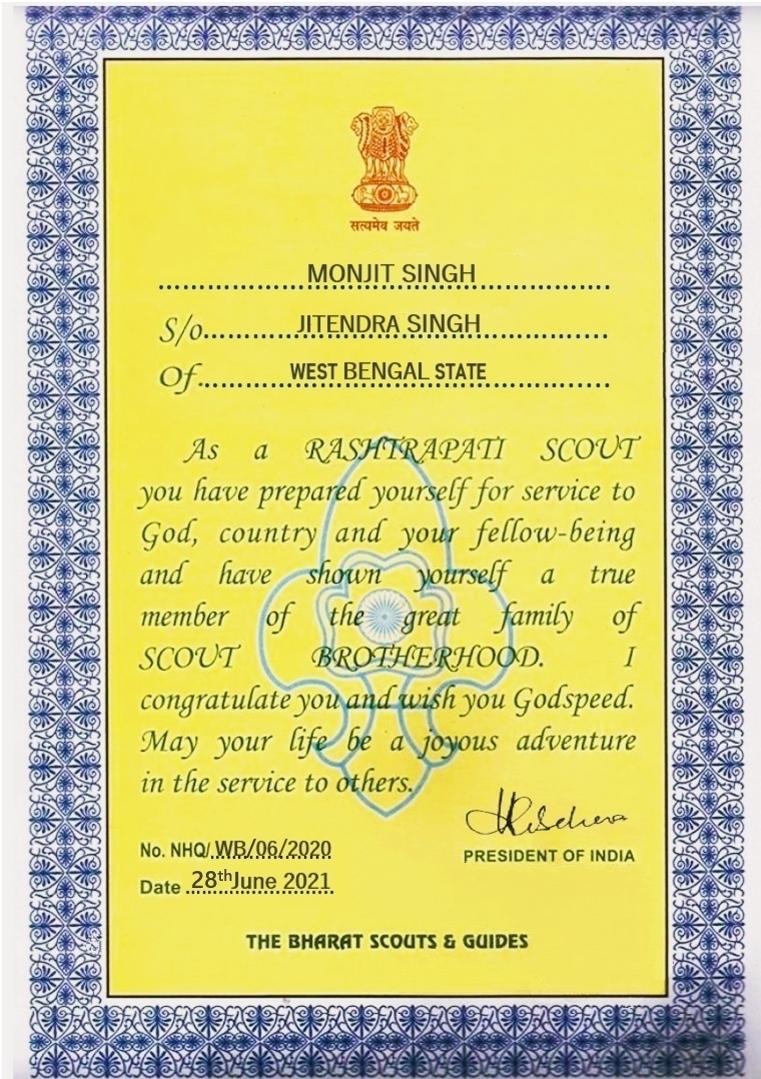 सत्यमेव जयते
MONJIT SINGH
S/o JITENDRA SINGH
Of WEST BENGAL STATE
As a RASHTRAPATI SCOUT
you have prepared yourself for service to
God, country and your fellow-being
and have shown yourself a true
member of the great family of
SCOUT BROTHERHOOD. I
congratulate you and wish you Godspeed.
May your life be a joyous adventure
in the service to others.
No. NHQ/ WB/06/2020
PRESIDENT OF INDIA
Date 28thJune 2021
THE BHARAT SCOUTS & GUIDES